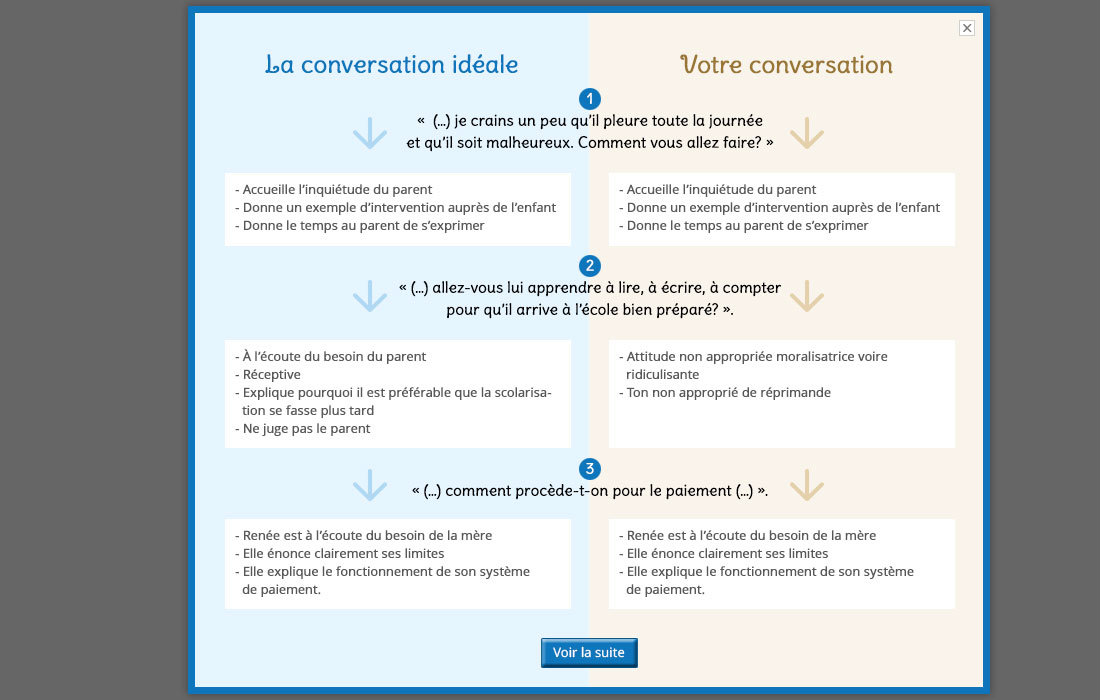 La conversation idéale
Votre conversation
1
« (...) je crains un peu qu’il pleure toute la journée
et qu’il soit malheureux. Comment vous allez faire? »
- Accueille l’inquiétude du parent
- Donne un exemple d’intervention auprès de l’enfant
- Donne le temps au parent de s’exprimer
- Accueille l’inquiétude du parent
- Donne un exemple d’intervention auprès de l’enfant
- Donne le temps au parent de s’exprimer
2
« (...) allez-vous lui apprendre à lire, à écrire, à compter
pour qu’il arrive à l’école bien préparé? ».
- À l’écoute du besoin du parent
- Réceptive
- Explique pourquoi il est préférable que la scolarisa-
tion se fasse plus tard
- Ne juge pas le parent
- Attitude non appropriée moralisatrice voire
ridiculisante
- Ton non approprié de réprimande
3
« (...) comment procède-t-on pour le paiement (...) ».
- Renée est à l’écoute du besoin de la mère
- Elle énonce clairement ses limites
- Elle explique le fonctionnement de son système
de paiement.
- Renée est à l’écoute du besoin de la mère
- Elle énonce clairement ses limites
- Elle explique le fonctionnement de son système
de paiement.
Voir la suite